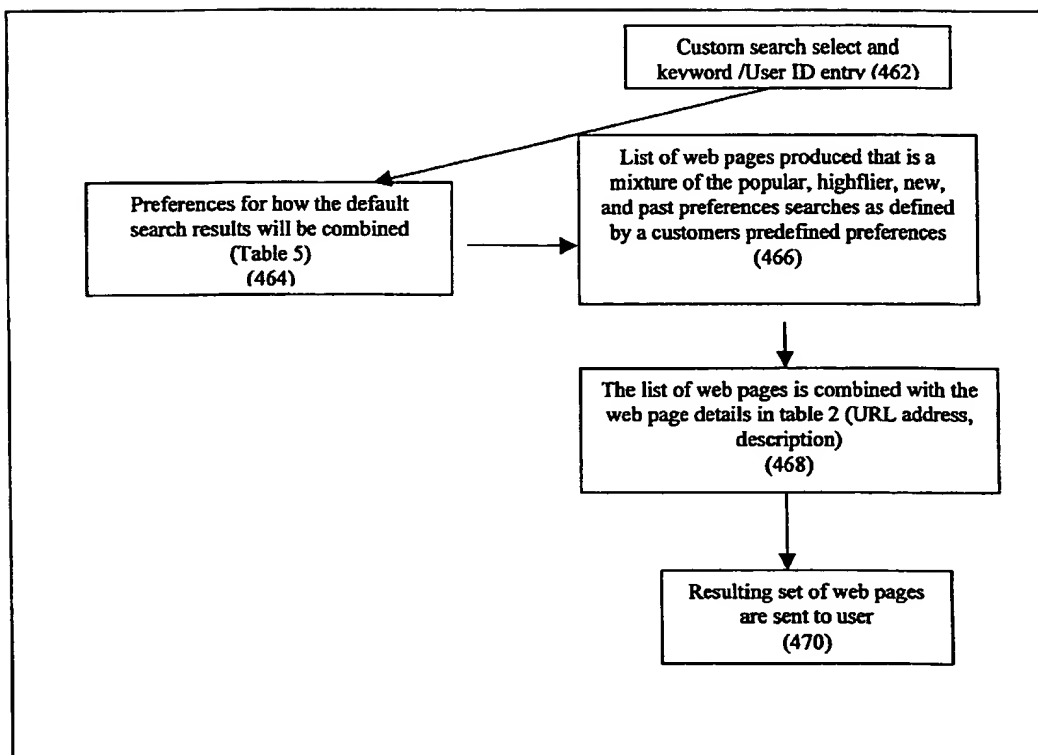 Custom search select and
keyword /User ID entry (462)
Preferences for how the default
search results will be combined
(Table 5)
(464)
List of web pages produced that is a
mixture of the popular, highflier, new,
and past preferences searches as defined
by a customers predefined preferences
(466)
The list of web pages is combined with the
web page details in table 2 (URL address,
description)
(468)
Resulting set of web pages
are sent to user
(470)